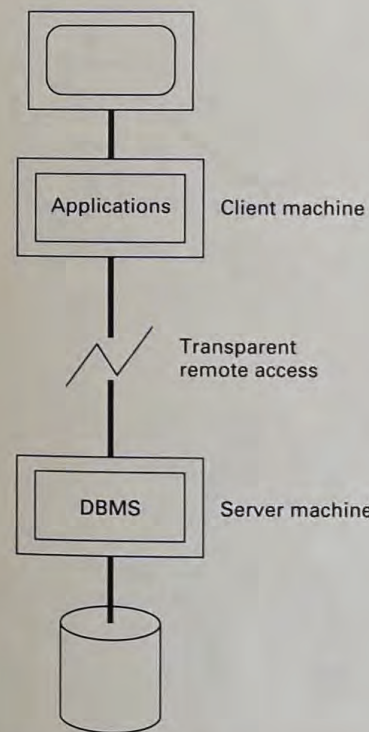 Applications
Client machine
Transparent
remote access
DBMS
Server machine